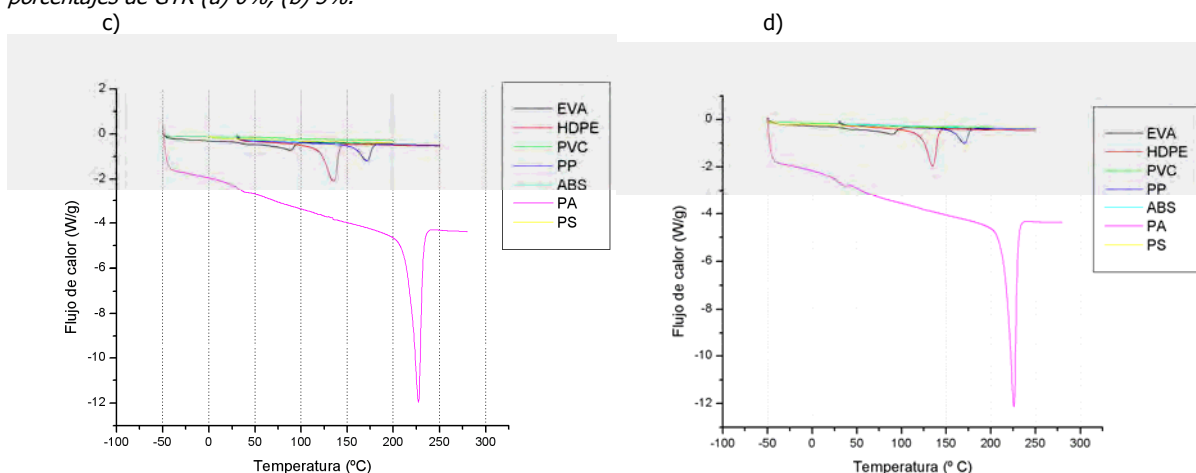 porcentajes de GTR (a) 0%, (b) 5%.
c)
d)
2
0
-2
-4
-6
-8
-10
-12
-100 -50 0 50 100 150 200 250 300
Flujo de calor (W/g)
Temperatura (ºC)
EVA
HDPE
PVC
PP
ABS
PA
PS
2
0
-2
-4
-6
-8
-10
-12
-100 -50 0 50 100 150 200 250 300
Flujo de calor (W/g)
Temperatura (º C)
EVA
HDPE
PVC
PP
ABS
PA
PS